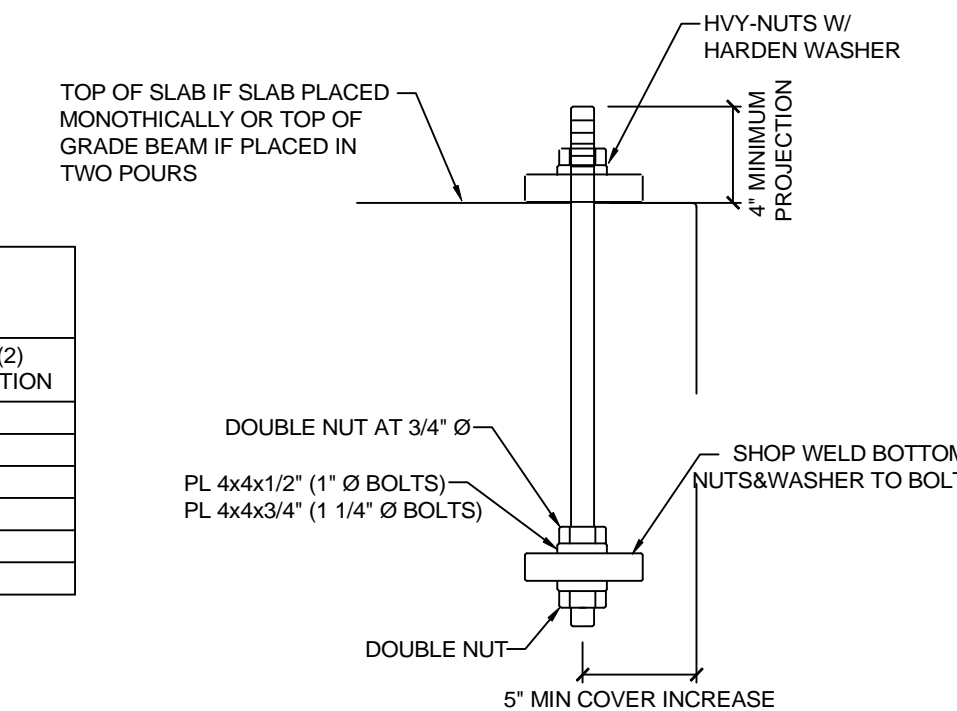 HVY-NUTS W/
HARDEN WASHER
TOP OF SLAB IF SLAB PLACED
MONOTHICALLY OR TOP OF
GRADE BEAM IF PLACED IN
TWO POURS
4" MINIMUM
PROJECTION
(2)
TION
DOUBLE NUT AT 3/4" Ø
PL 4x4x1/2" (1" Ø BOLTS)
PL 4x4x3/4" (1 1/4" Ø BOLTS)
SHOP WELD BOTTOM
NUTS&WASHER TO BOLT
DOUBLE NUT
5" MIN COVER INCREASE